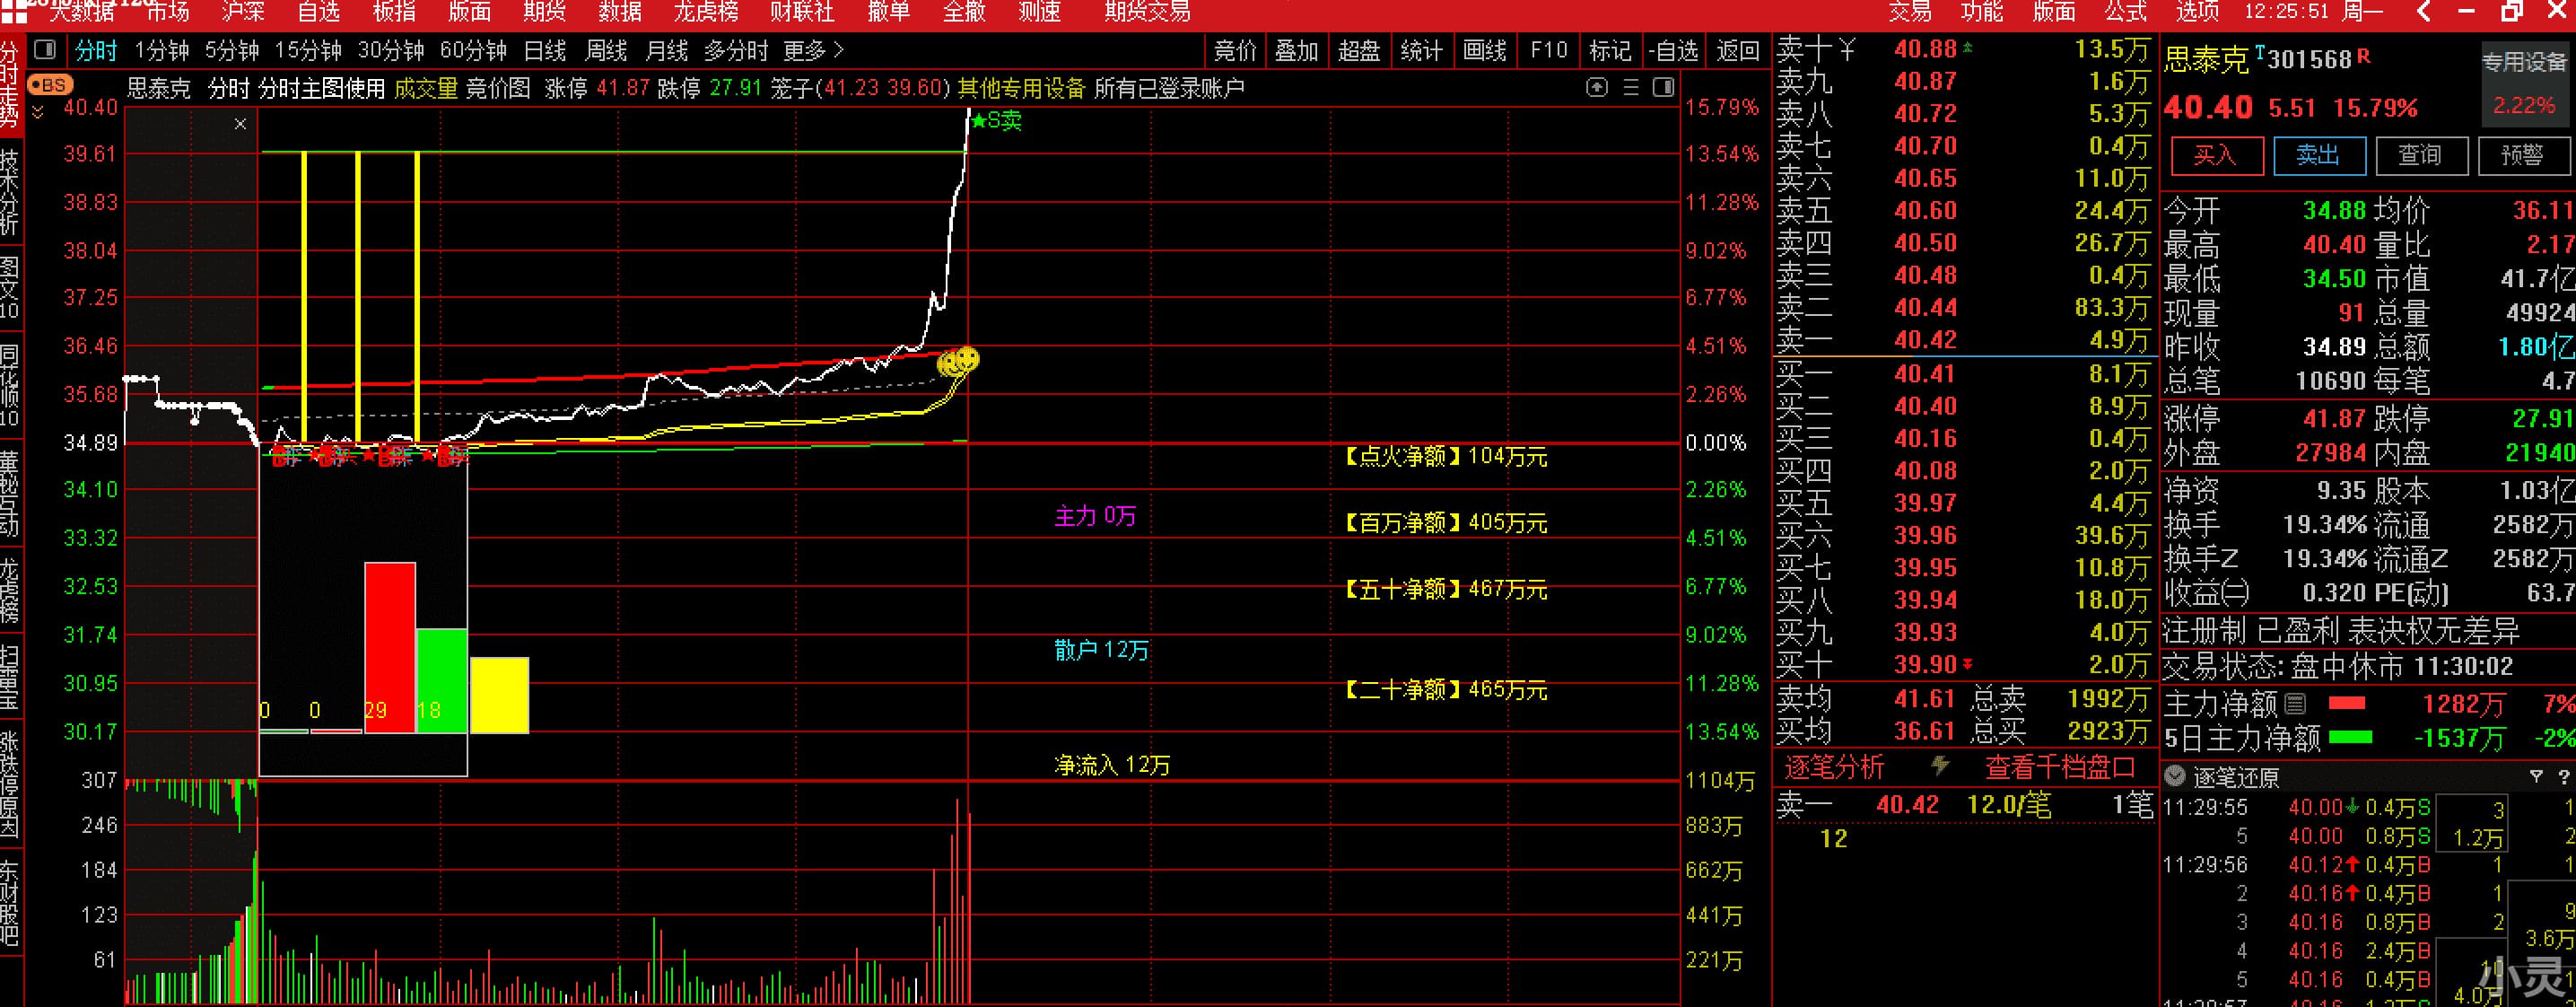 大数据 市场 沪深 自选 板指 版面 期货 数据 龙虎榜 财联社 撤单 全撤 测速 期货交易 交易 功能 版面 公式 选项 12:25:51 周一
分时 1分钟 5分钟 15分钟 30分钟 60分钟 日线 周线 月线 多分时 更多 竞价 叠加 超盘 统计 画线 F10 标记 -自选 返回
BS 思泰克 分时 分时主图使用 成交量 竞价图 涨停 41.87 跌停 27.91 笼子(41.23 39.60) 其他专用设备 所有已登录账户
分时走势
技术分析
图文10
同花顺10
龙虎榜
扫雷宝
涨跌停原因
东财股吧
40.40 15.79%
★S卖
39.61 13.54%
38.83 11.28%
38.04 9.02%
37.25 6.77%
36.46 4.51%
35.68 2.26%
34.89 0.00%
34.10 2.26%
33.32 4.51%
32.53 6.77%
31.74 9.02%
30.95 11.28%
30.17 13.54%
307 1104万
246 883万
184 662万
123 441万
61 221万
【点火净额】104万元
主力 0万
【百万净额】405万元
【五十净额】467万元
散户 12万
【二十净额】465万元
净流入 12万
0 0 29 18
卖十￥ 40.88 13.5万
卖九 40.87 1.6万
卖八 40.72 5.3万
卖七 40.70 0.4万
卖六 40.65 11.0万
卖五 40.60 24.4万
卖四 40.50 26.7万
卖三 40.48 0.4万
卖二 40.44 83.3万
卖一 40.42 4.9万
买一 40.41 8.1万
买二 40.40 8.9万
买三 40.16 0.4万
买四 40.08 2.0万
买五 39.97 4.4万
买六 39.96 39.6万
买七 39.95 10.8万
买八 39.94 18.0万
买九 39.93 4.0万
买十 39.90 2.0万
卖均 41.61 总卖 1992万
买均 36.61 总买 2923万
逐笔分析 查看千档盘口
卖一 40.42 12.0/笔 1笔
12
思泰克 T301568 R 专用设备
40.40 5.51 15.79% 2.22%
买入 卖出 查询 预警
今开 34.88 均价 36.11
最高 40.40 量比 2.17
最低 34.50 市值 41.7亿
现量 91 总量 49924
昨收 34.89 总额 1.80亿
总笔 10690 每笔 4.7
涨停 41.87 跌停 27.91
外盘 27984 内盘 21940
净资 9.35 股本 1.03亿
换手 19.34% 流通 2582万
换手Z 19.34% 流通Z 2582万
收益㈡ 0.320 PE(动) 63.7
注册制 已盈利 表决权无差异
交易状态: 盘中休市 11:30:02
主力净额 1282万 7%
5日主力净额 -1537万 -2%
逐笔还原 ?
11:29:55 40.00 0.4万S 3 1
5 40.00 0.8万S 1.2万 2
11:29:56 40.12 0.4万B 1 1
2 40.16 0.4万B 1
3 40.16 0.8万B 2 9
4 40.16 2.4万B 3.6万
5 40.16 0.4万B 10
4.0万
小灵